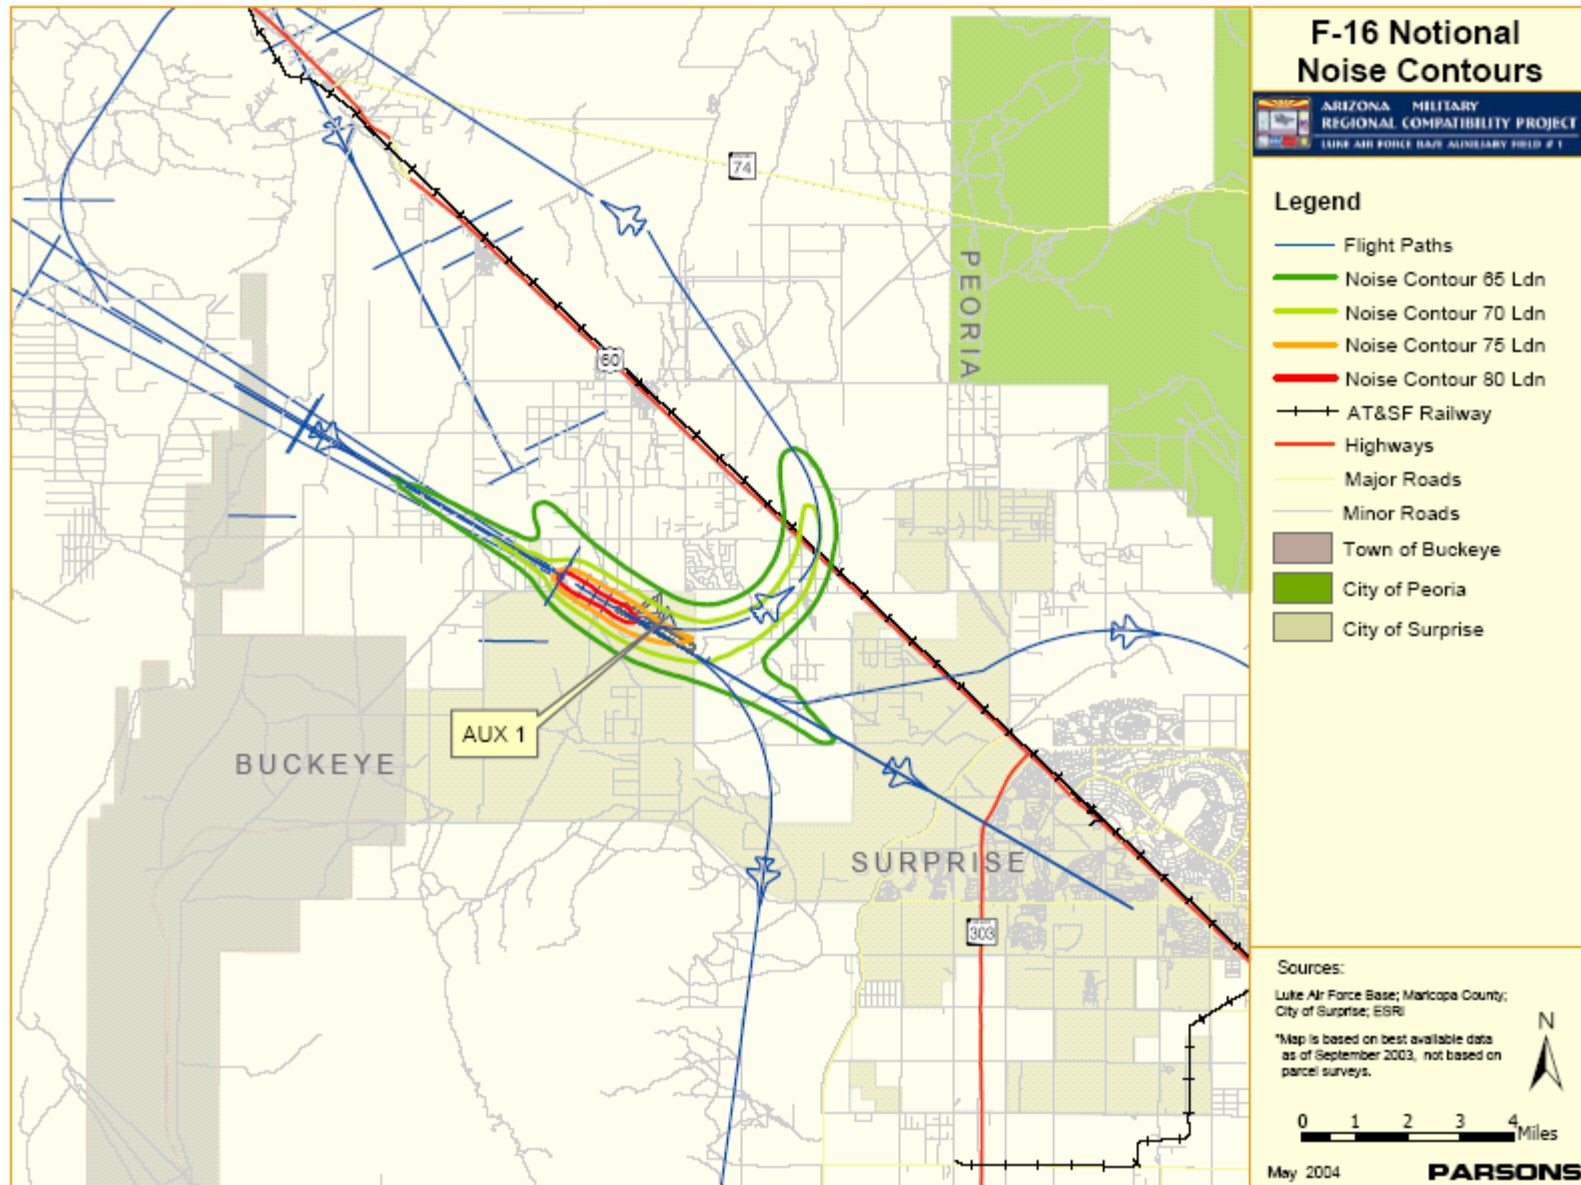 F-16 Notional
Noise Contours
ARIZONA MILITARY
REGIONAL COMPATIBILITY PROJECT
LUKE AIR FORCE BASE AUXILIARY FIELD # 1
Legend
Flight Paths
Noise Contour 65 Ldn
Noise Contour 70 Ldn
Noise Contour 75 Ldn
Noise Contour 80 Ldn
AT&SF Railway
Highways
Major Roads
Minor Roads
Town of Buckeye
City of Peoria
City of Surprise
74
PEORIA
60
AUX 1
BUCKEYE
SURPRISE
303
Sources:
Luke Air Force Base; Maricopa County;
City of Surprise; ESRI
*Map is based on best available data
as of September 2003, not based on
parcel surveys.
N
0 1 2 3 4
Miles
May 2004
PARSONS